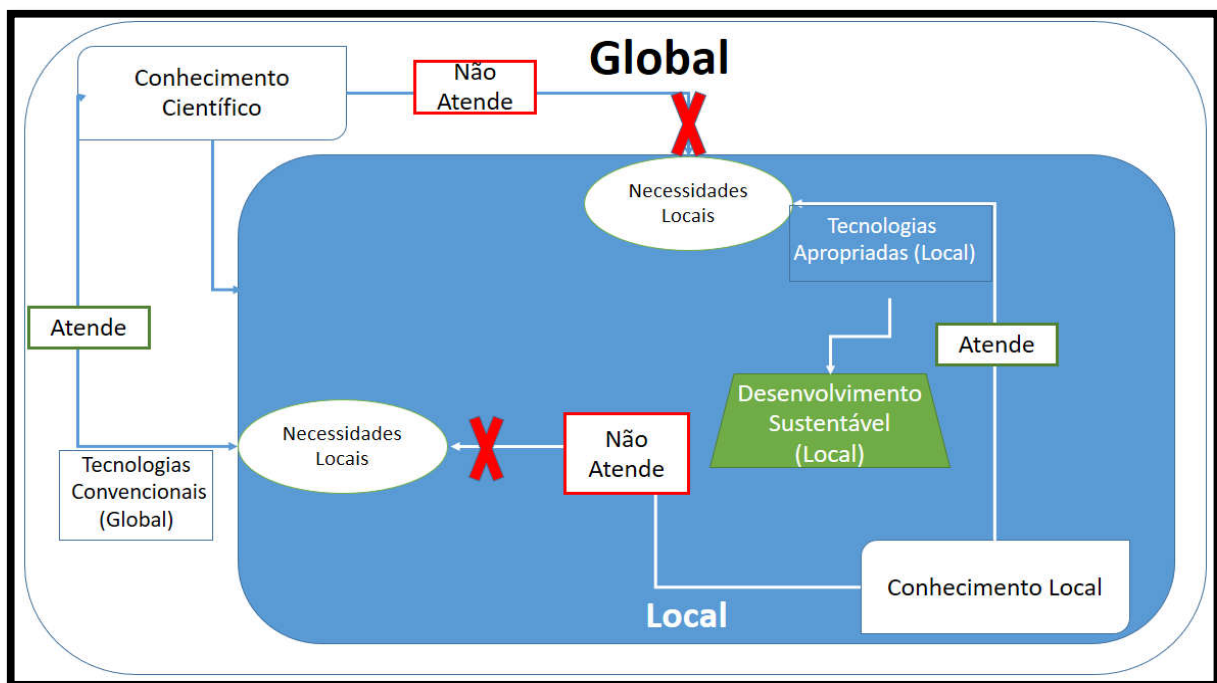 Global
Conhecimento
Científico
Não
Atende
Necessidades
Locais
Tecnologias
Apropriadas (Local)
Atende
Atende
Desenvolvimento
Sustentável
(Local)
Necessidades
Locais
Não
Atende
Tecnologias
Convencionais
(Global)
Conhecimento Local
Local